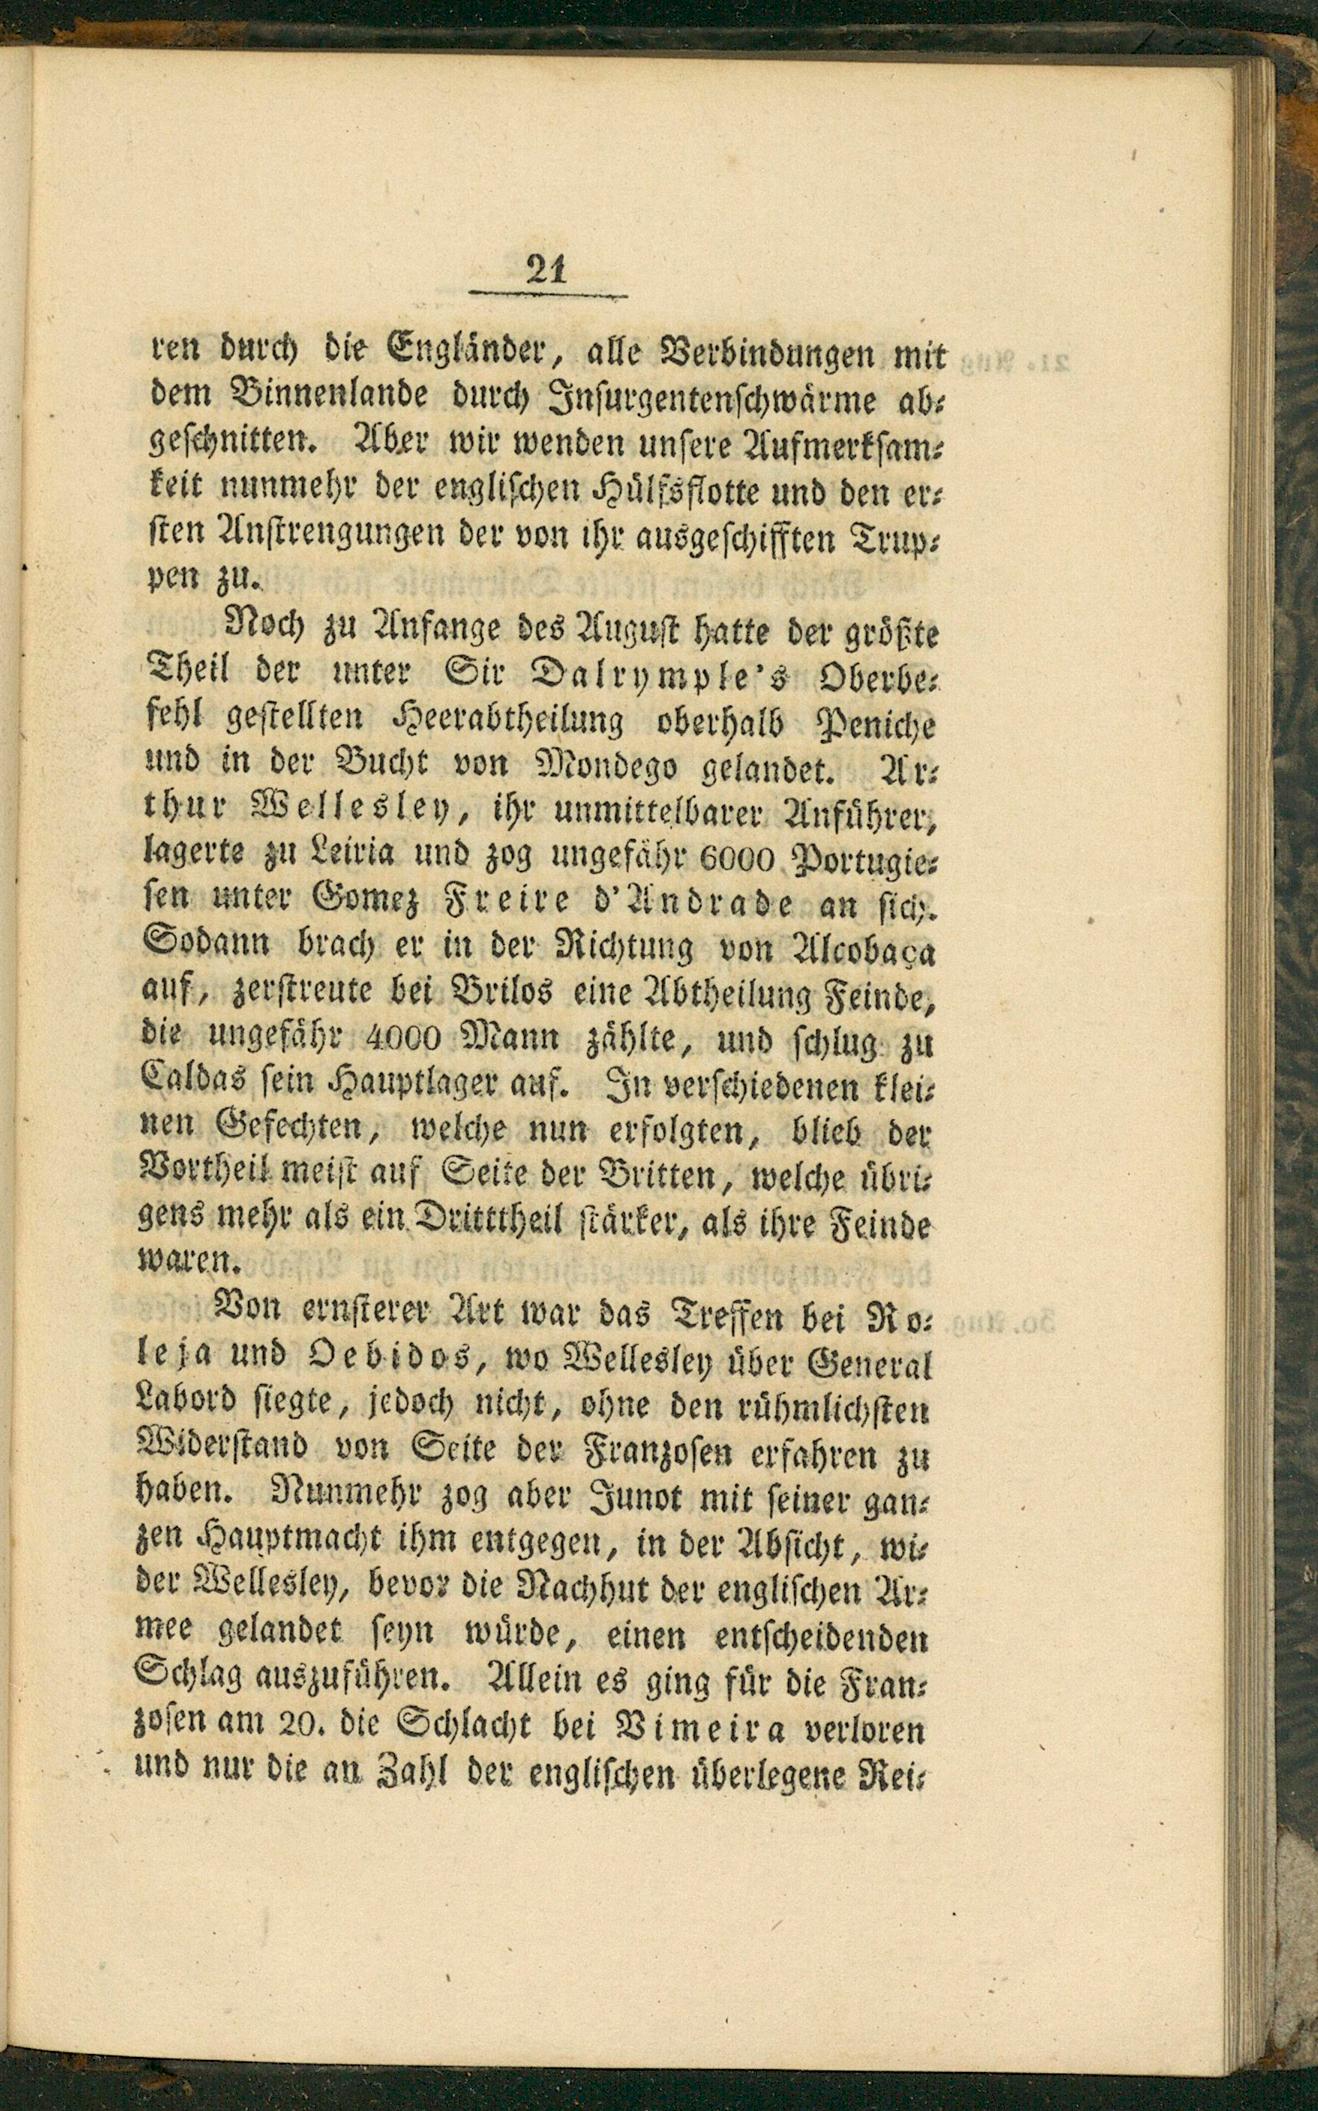 21
ren durch die Engländer, alle Verbindungen mit
dem Binnenlande durch Insurgentenschwärme ab-
geschnitten. Aber wir wenden unsere Aufmerksam-
keit nunmehr der englischen Hülfsflotte und den er-
sten Anstrengungen der von ihr ausgeschifften Trup-
pen zu.
Noch zu Anfange des August hatte der größte
Theil der unter Sir Dalrymple's Oberbe-
fehl gestellten Heerabtheilung oberhalb Peniche
und in der Bucht von Mondego gelandet. Ar-
thur Wellesley, ihr unmittelbarer Anführer,
lagerte zu Leiria und zog ungefähr 6000 Portugie-
sen unter Gomez Freire d'Andrade an sich.
Sodann brach er in der Richtung von Alcobaça
auf, zerstreute bei Brilos eine Abtheilung Feinde,
die ungefähr 4000 Mann zählte, und schlug zu
Caldas sein Hauptlager auf. In verschiedenen klei-
nen Gefechten, welche nun erfolgten, blieb der
Vortheil meist auf Seite der Britten, welche übri-
gens mehr als ein Dritttheil stärker, als ihre Feinde
waren.
Von ernsterer Art war das Treffen bei Ro-
leja und Oebidos, wo Wellesley über General
Labord siegte, jedoch nicht, ohne den rühmlichsten
Widerstand von Seite der Franzosen erfahren zu
haben. Nunmehr zog aber Junot mit seiner gan-
zen Hauptmacht ihm entgegen, in der Absicht, wi-
der Wellesley, bevor die Nachhut der englischen Ar-
mee gelandet seyn würde, einen entscheidenden
Schlag auszuführen. Allein es ging für die Fran-
zosen am 20. die Schlacht bei Vimeira verloren
und nur die an Zahl der englischen überlegene Rei-